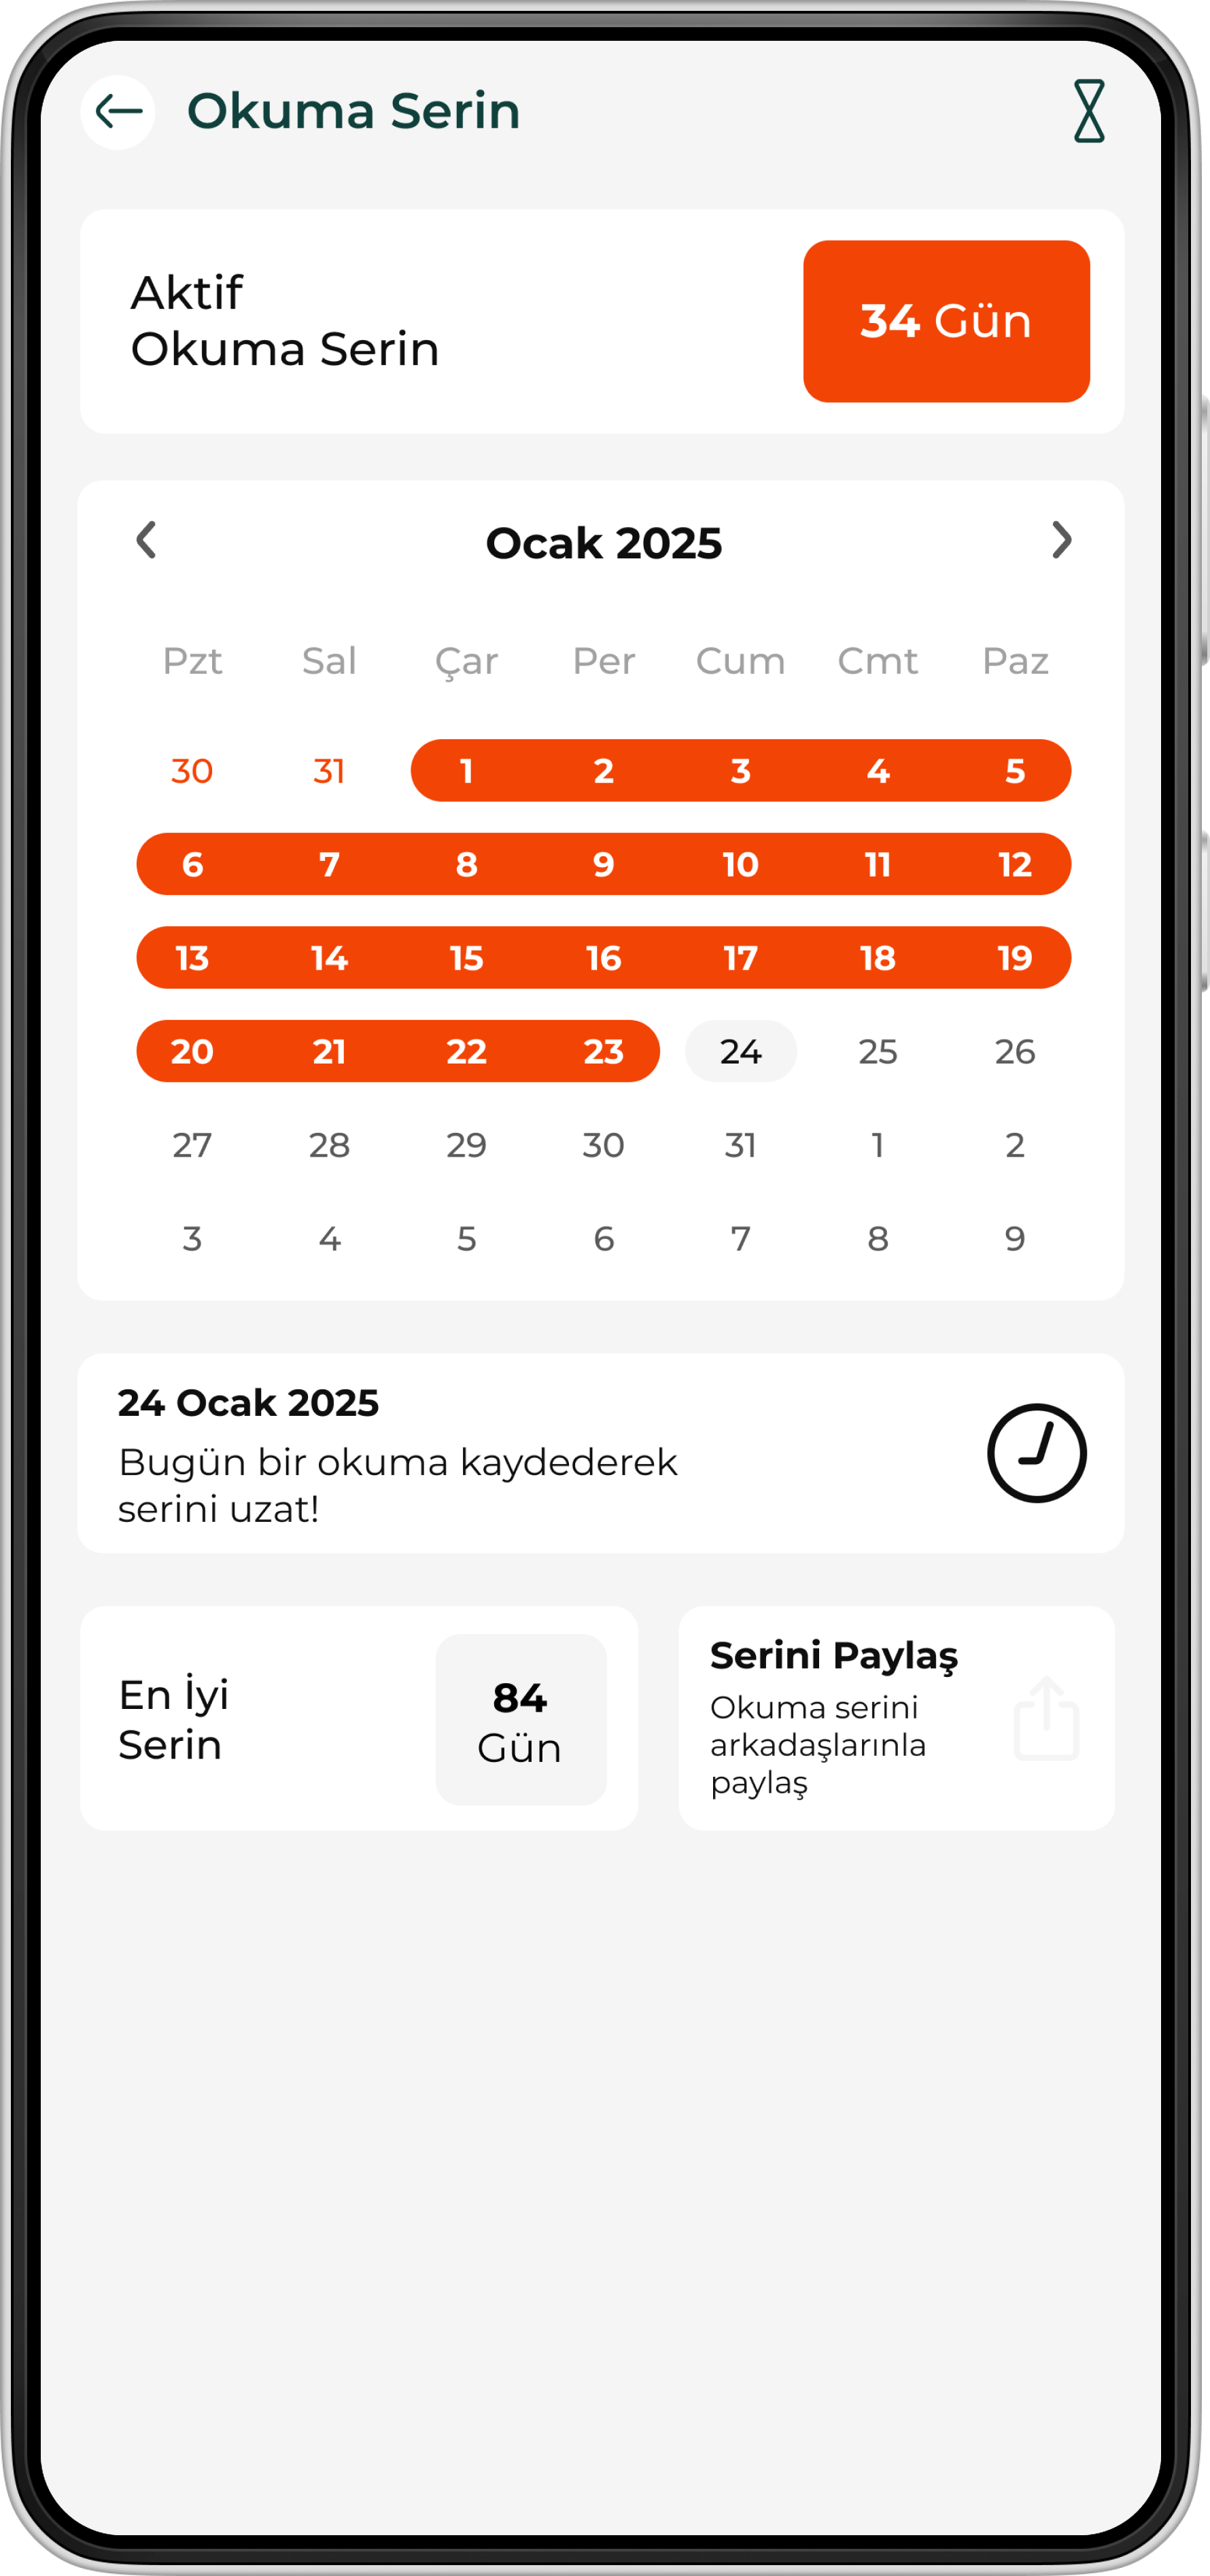 Okuma Serin
Aktif
Okuma Serin
34 Gün
Ocak 2025
Pzt Sal Çar Per Cum Cmt Paz
30 31 1 2 3 4 5
6 7 8 9 10 11 12
13 14 15 16 17 18 19
20 21 22 23 24 25 26
27 28 29 30 31 1 2
3 4 5 6 7 8 9
24 Ocak 2025
Bugün bir okuma kaydederek
serini uzat!
En İyi
Serin
84
Gün
Serini Paylaş
Okuma serini
arkadaşlarınla
paylaş